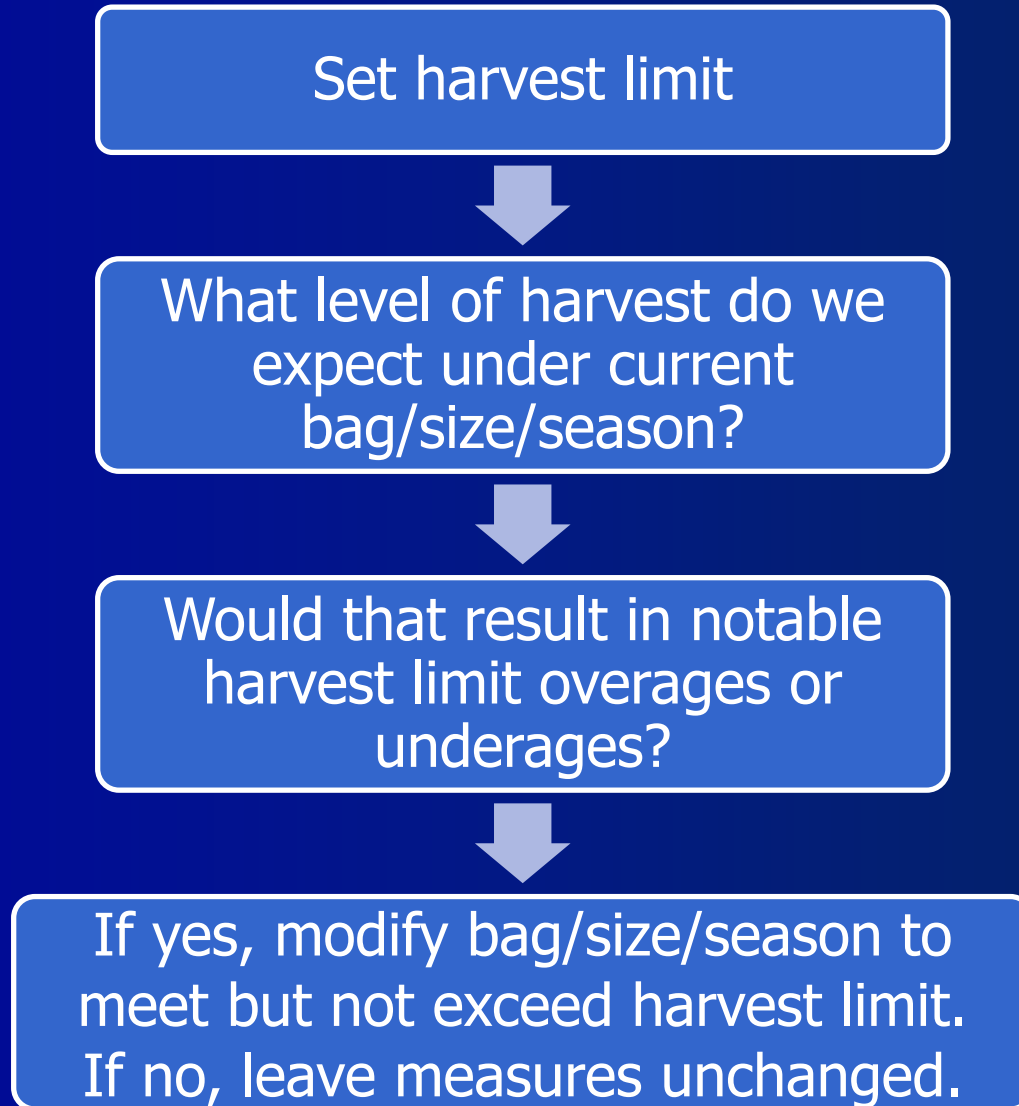 Set harvest limit
What level of harvest do we
expect under current
bag/size/season?
Would that result in notable
harvest limit overages or
underages?
If yes, modify bag/size/season to
meet but not exceed harvest limit.
If no, leave measures unchanged.